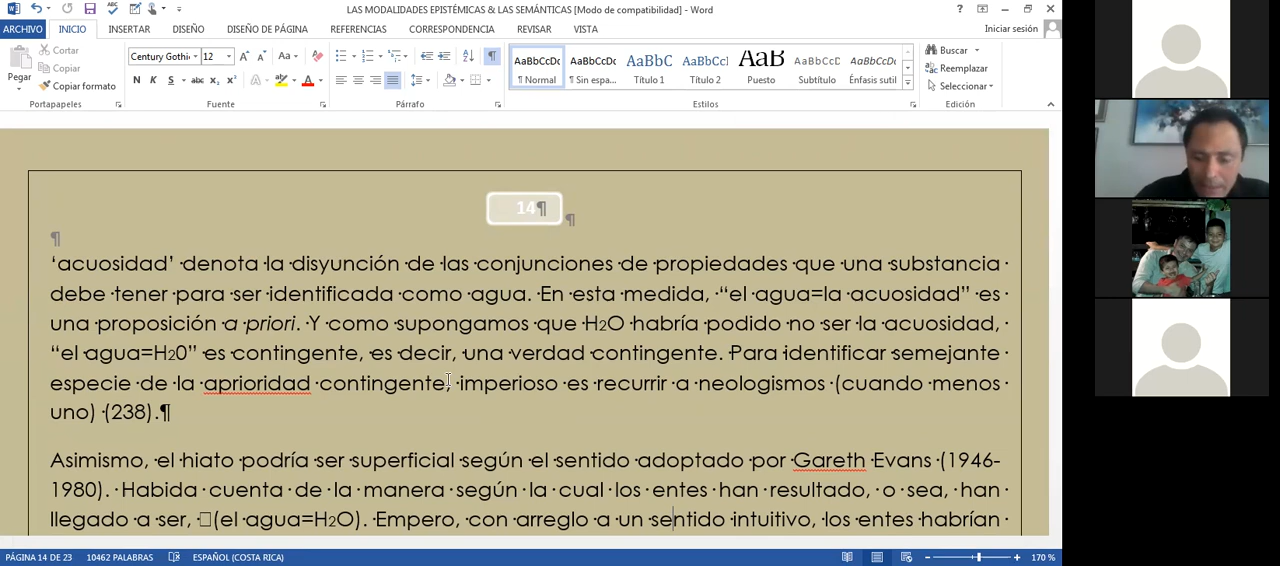 LAS MODALIDADES EPISTÉMICAS & LAS SEMÁNTICAS [Modo de compatibilidad] - Word
ARCHIVO INICIO INSERTAR DISEÑO DISEÑO DE PÁGINA REFERENCIAS CORRESPONDENCIA REVISAR VISTA Iniciar sesión
Pegar
Cortar
Copiar
Copiar formato
Portapapeles
Century Gothi 12
N K S abc x₂ x²
Fuente
Párrafo
AaBbCcDc AaBbCcDc AaBbC AaBbCcl AaB AaBbCcD AaBbCcDc
¶ Normal ¶ Sin espa... Título 1 Título 2 Puesto Subtítulo Énfasis sutil
Estilos
Buscar
Reemplazar
Seleccionar
Edición
14¶ ¶
¶
‘acuosidad’ denota la disyunción de las conjunciones de propiedades que una substancia
debe tener para ser identificada como agua. En esta medida, “el agua=la acuosidad” es
una proposición a priori. Y como supongamos que H2O habría podido no ser la acuosidad,
“el agua=H20” es contingente, es decir, una verdad contingente. Para identificar semejante
especie de la aprioridad contingente, imperioso es recurrir a neologismos (cuando menos
uno) (238).¶
Asimismo, el hiato podría ser superficial según el sentido adoptado por Gareth Evans (1946-
1980). Habida cuenta de la manera según la cual los entes han resultado, o sea, han
llegado a ser, □(el agua=H2O). Empero, con arreglo a un sentido intuitivo, los entes habrían
PÁGINA 14 DE 23 10462 PALABRAS ESPAÑOL (COSTA RICA) 170 %